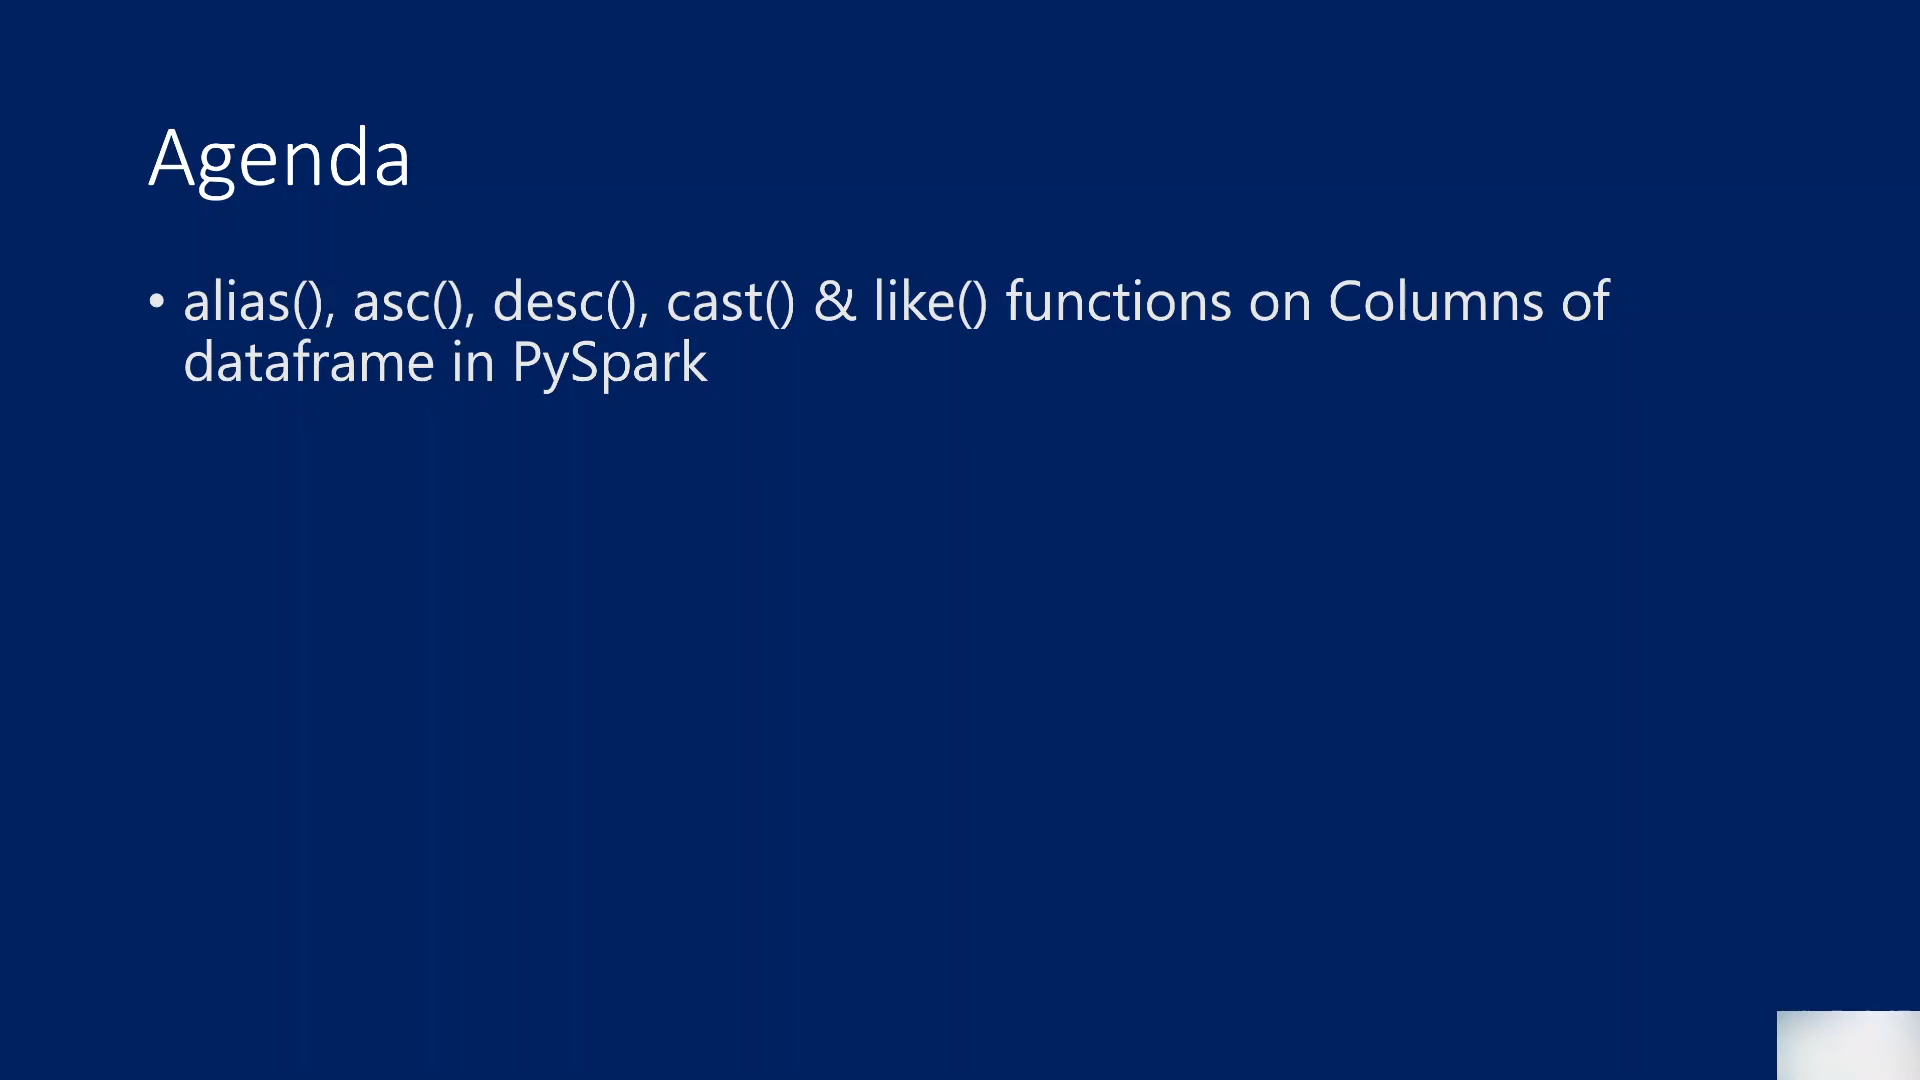 Agenda
• alias(), asc(), desc(), cast() & like() functions on Columns of
dataframe in PySpark